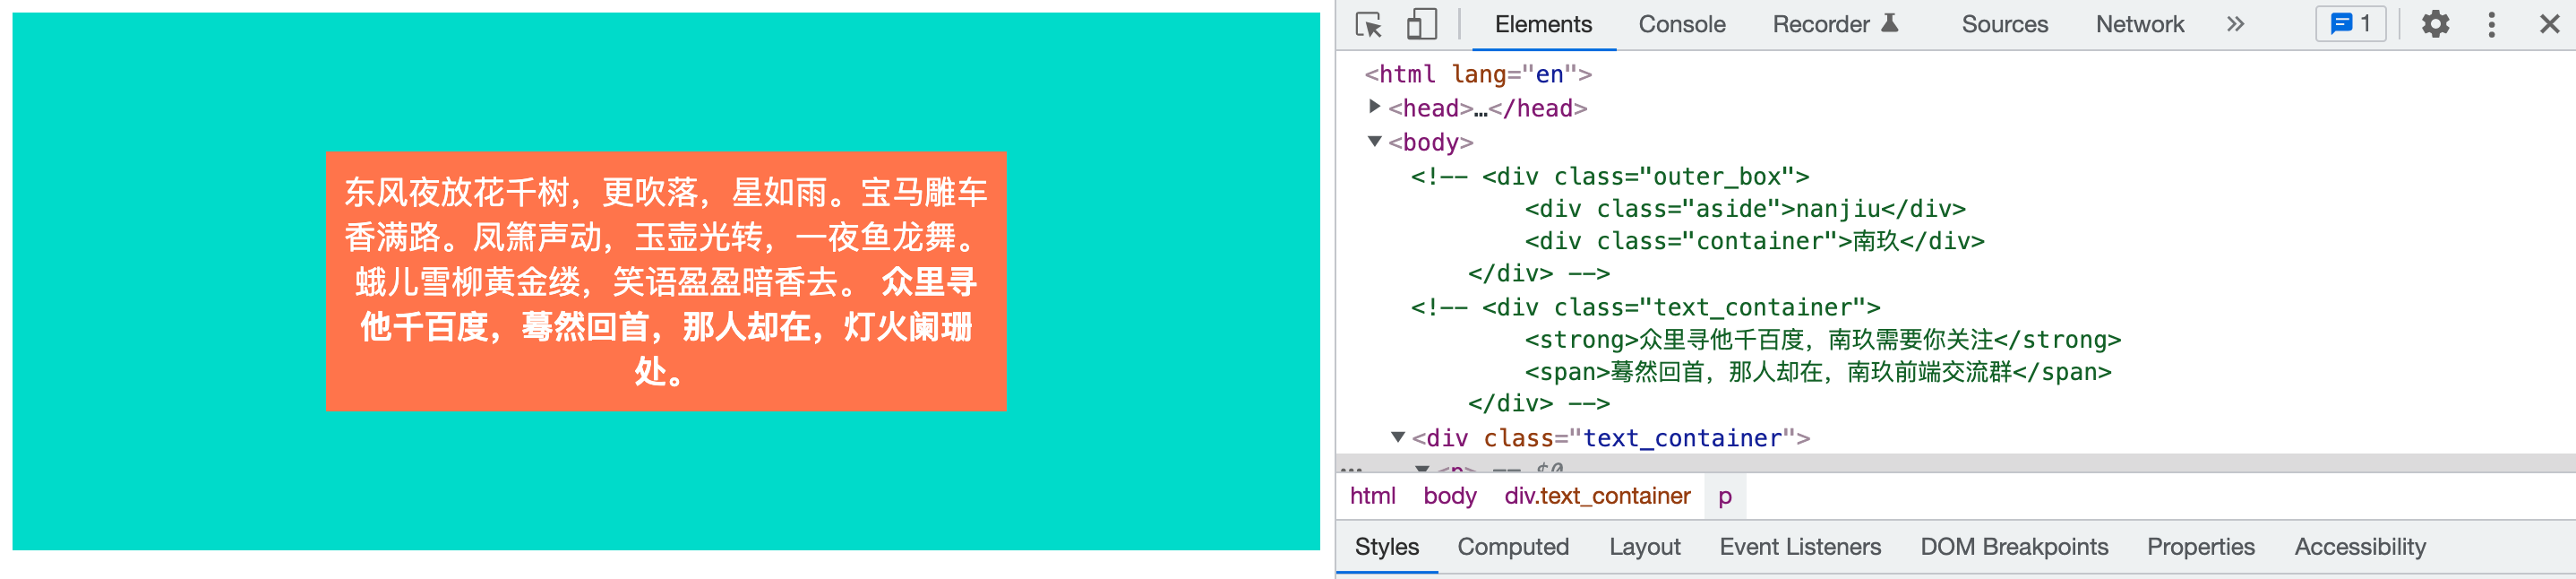 东风夜放花千树，更吹落，星如雨。宝马雕车
香满路。凤箫声动，玉壶光转，一夜鱼龙舞。
蛾儿雪柳黄金缕，笑语盈盈暗香去。 众里寻
他千百度，蓦然回首，那人却在，灯火阑珊
处。
Elements Console Recorder Sources Network » 1
<html lang="en">
<head>…</head>
<body>
<!-- <div class="outer_box">
<div class="aside">nanjiu</div>
<div class="container">南玖</div>
</div> -->
<!-- <div class="text_container">
<strong>众里寻他千百度，南玖需要你关注</strong>
<span>蓦然回首，那人却在，南玖前端交流群</span>
</div> -->
<div class="text_container">
… <p> == $0
html body div.text_container p
Styles Computed Layout Event Listeners DOM Breakpoints Properties Accessibility